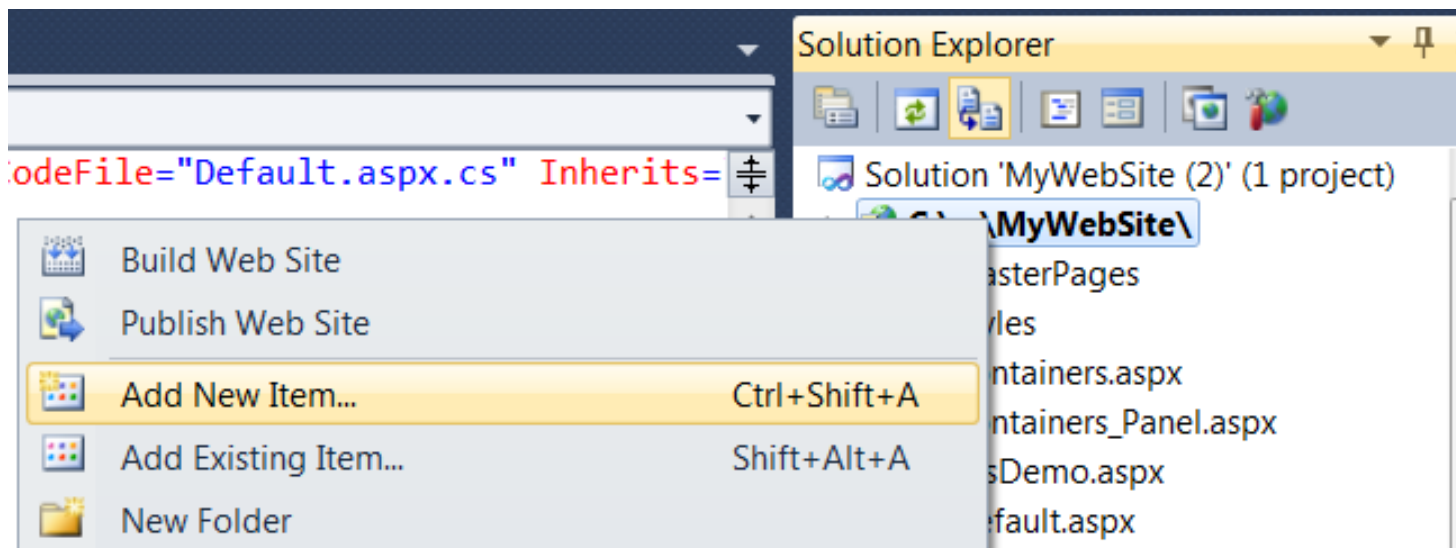 Solution Explorer
CodeFile="Default.aspx.cs" Inherits=
Solution 'MyWebSite (2)' (1 project)
\MyWebSite\
Build Web Site
asterPages
Publish Web Site
yles
Add New Item... Ctrl+Shift+A
ntainers.aspx
ntainers_Panel.aspx
Add Existing Item... Shift+Alt+A
sDemo.aspx
New Folder
fault.aspx